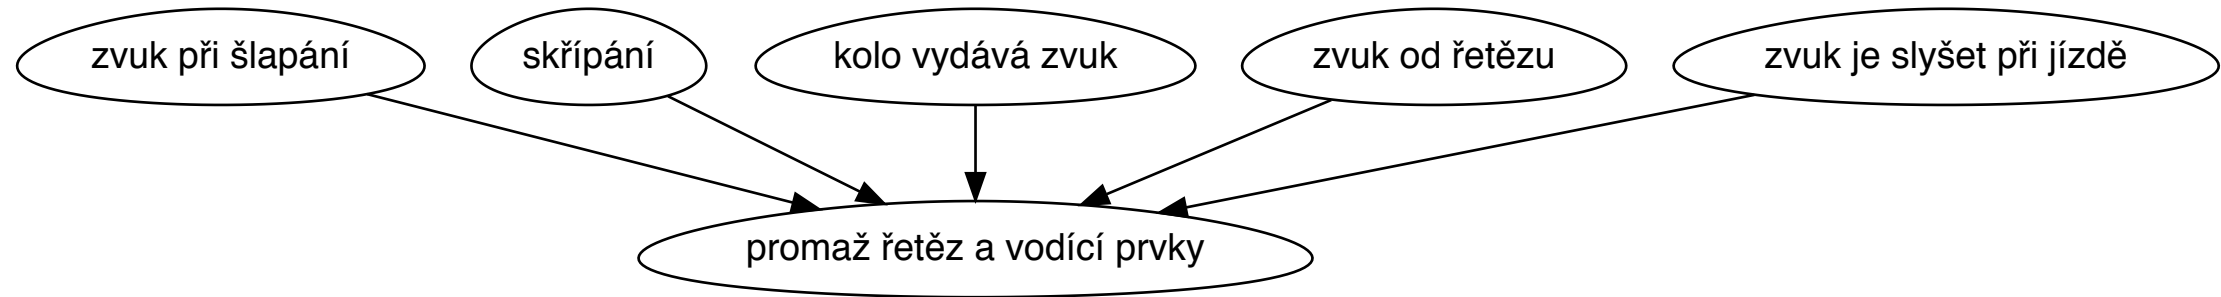 zvuk při šlapání
skřípání
kolo vydává zvuk
zvuk od řetězu
zvuk je slyšet při jízdě
promaž řetěz a vodící prvky